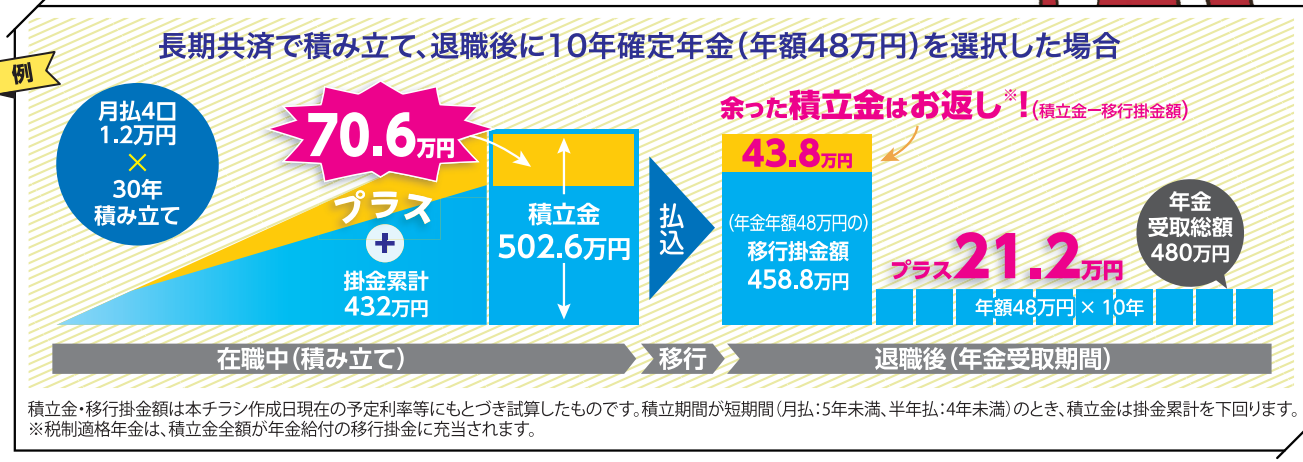 長期共済で積み立て、退職後に10年確定年金(年額48万円)を選択した場合
例
月払4口
1.2万円
×
30年
積み立て
70.6万円
プラス
+
掛金累計
432万円
積立金
502.6万円
払込
余った積立金はお返し※!(積立金ー移行掛金額)
43.8万円
(年金年額48万円の)
移行掛金額
458.8万円
プラス21.2万円
年金
受取総額
480万円
年額48万円×10年
在職中(積み立て)
移行
退職後(年金受取期間)
積立金・移行掛金額は本チラシ作成日現在の予定利率等にもとづき試算したものです。積立期間が短期間(月払:5年未満、半年払:4年未満)のとき、積立金は掛金累計を下回ります。
※税制適格年金は、積立金全額が年金給付の移行掛金に充当されます。